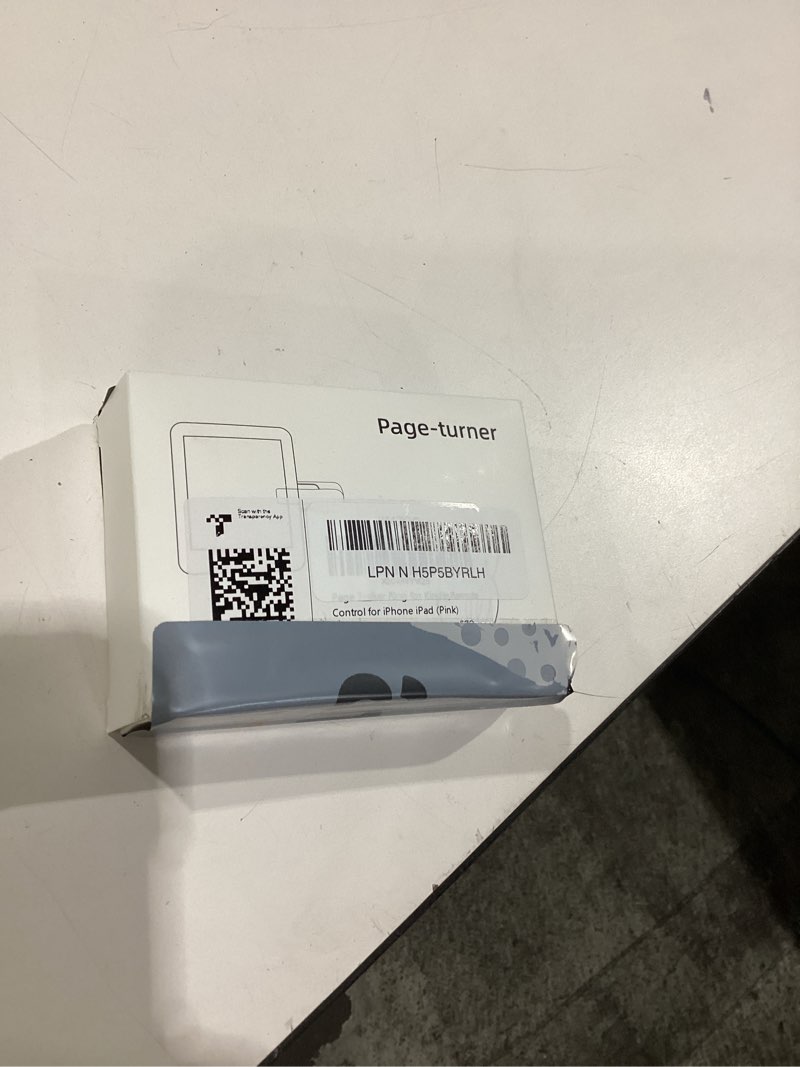 Page-turner
Scan with the
Transparency App
LPN N H5P5BYRLH
Control for iPhone iPad (Pink)